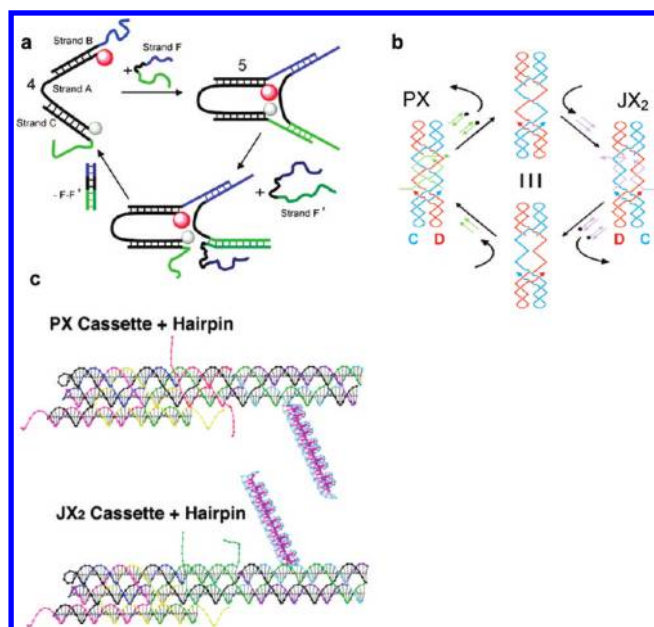 a
Strand B
Strand F
+
4
Strand A
5
Strand C
- F-F⁺
+
Strand F⁺
b
PX
JX₂
III
C D
D C
c
PX Cassette + Hairpin
JX₂ Cassette + Hairpin